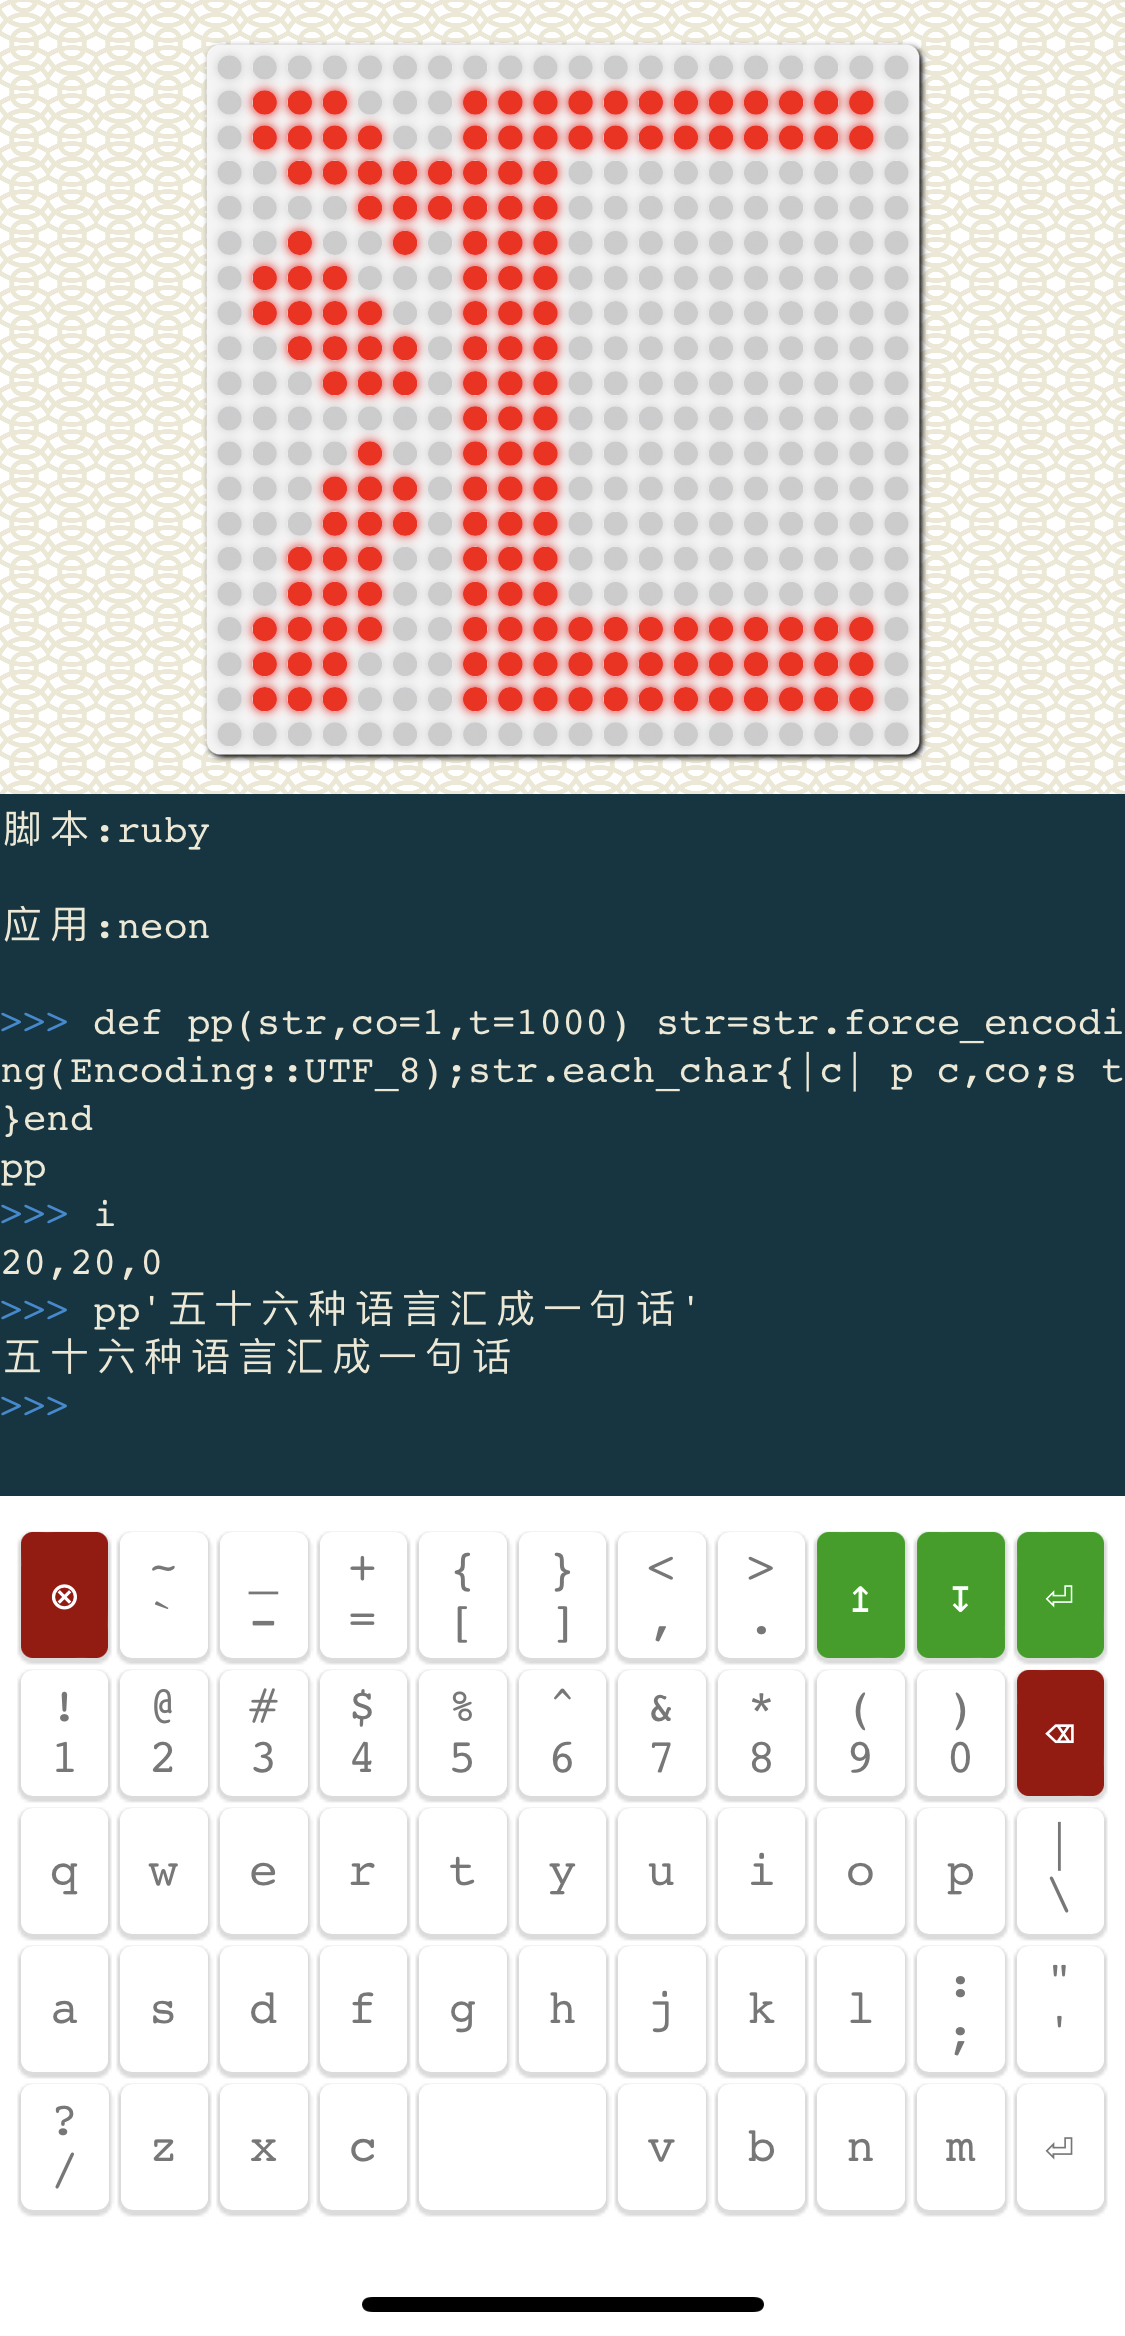 汇
脚本:ruby
应用:neon
>>> def pp(str,co=1,t=1000) str=str.force_encodi
ng(Encoding::UTF_8);str.each_char{|c| p c,co;s t
}end
pp
>>> i
20,20,0
>>> pp'五十六种语言汇成一句话'
五十六种语言汇成一句话
>>>
⊗ ~ ` _ - + = { [ } ] < , > . ↥ ↧ ⏎
! 1 @ 2 # 3 $ 4 % 5 ^ 6 & 7 * 8 ( 9 ) 0 ⌫
q w e r t y u i o p | \
a s d f g h j k l : ; " '
? / z x c v b n m ⏎